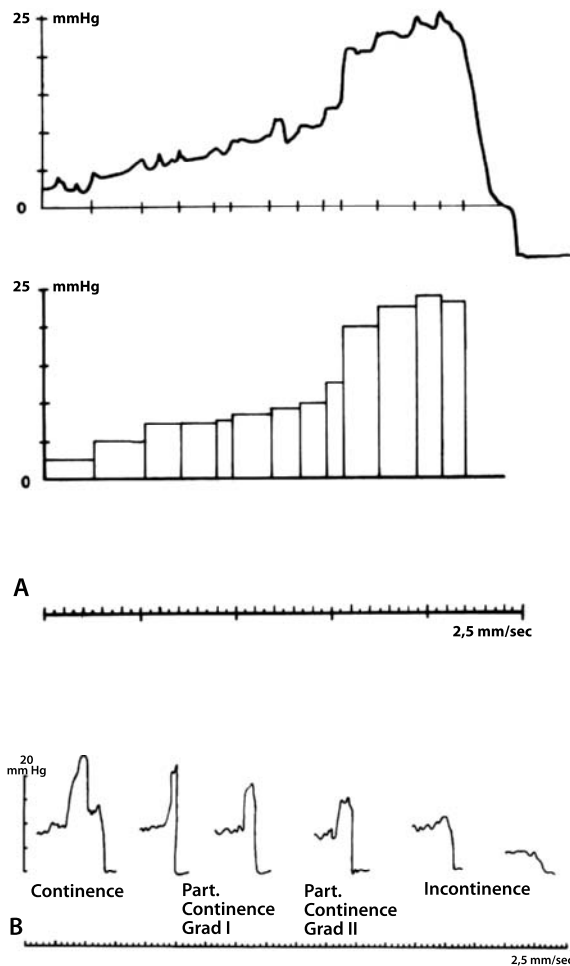 25 mmHg
0
25 mmHg
0
A
2,5 mm/sec
20
mm Hg
Continence
Part.
Continence
Grad I
Part.
Continence
Grad II
Incontinence
B
2,5 mm/sec